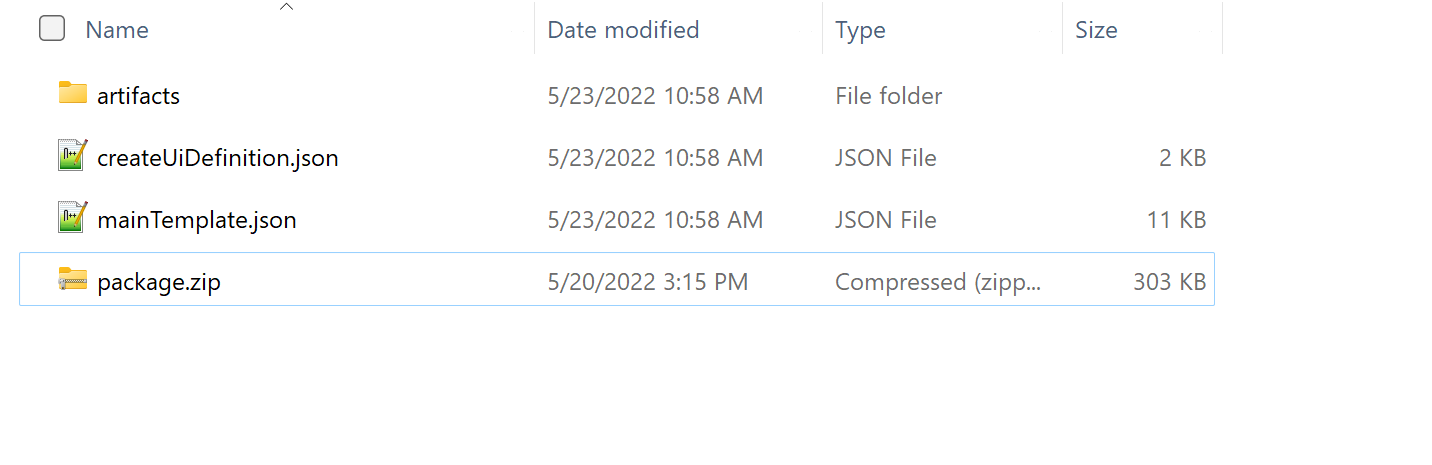 Name Date modified Type Size
artifacts 5/23/2022 10:58 AM File folder
createUiDefinition.json 5/23/2022 10:58 AM JSON File 2 KB
mainTemplate.json 5/23/2022 10:58 AM JSON File 11 KB
package.zip 5/20/2022 3:15 PM Compressed (zipp... 303 KB